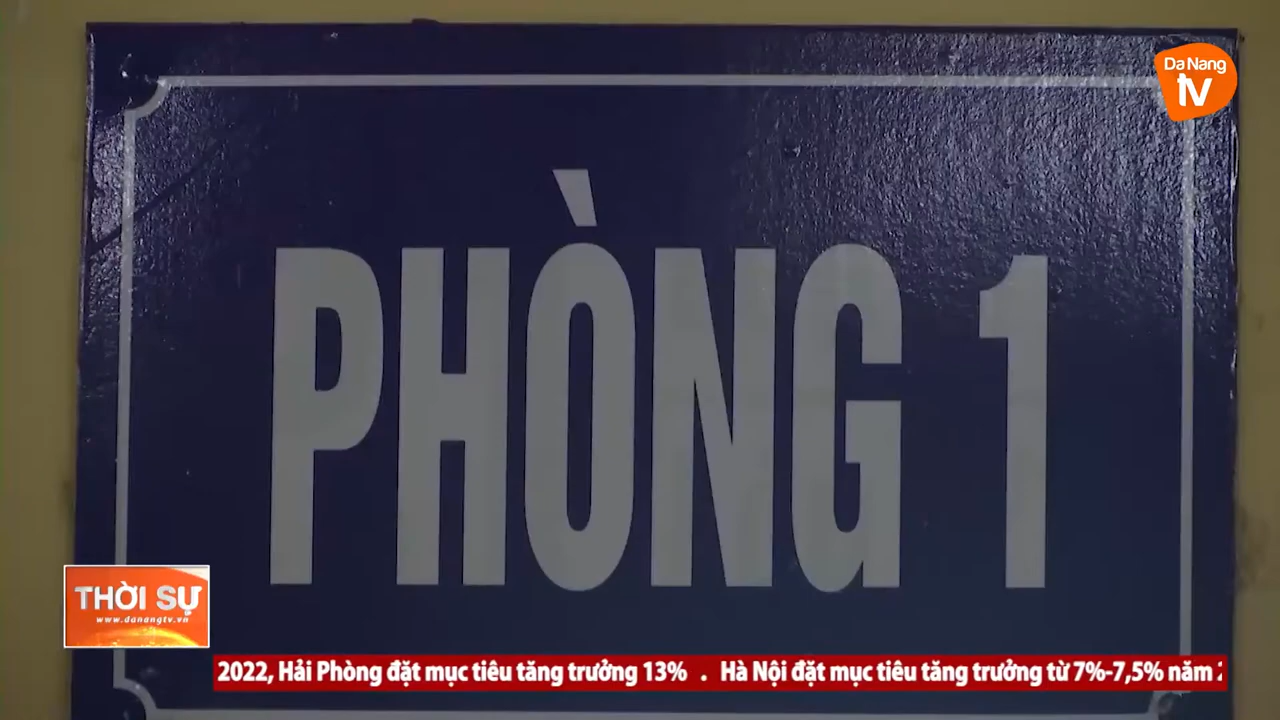 Da Nang
tv
PHÒNG 1
THỜI SỰ
www.danangtv.vn
2022, Hải Phòng đặt mục tiêu tăng trưởng 13% . Hà Nội đặt mục tiêu tăng trưởng từ 7%-7,5% năm